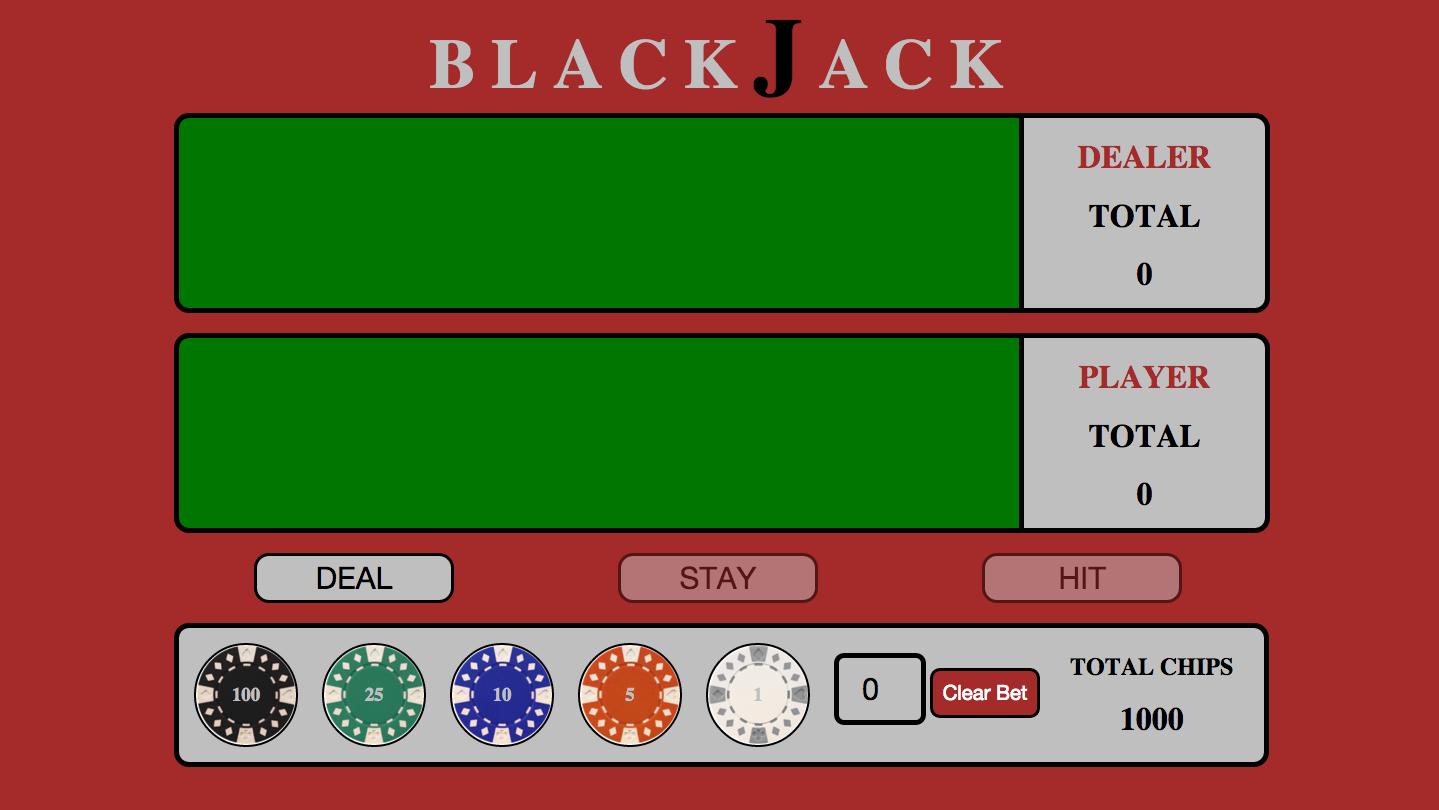 BLACKJACK
DEALER
TOTAL
0
PLAYER
TOTAL
0
DEAL STAY HIT
100 25 10 5 1 0 Clear Bet
TOTAL CHIPS
1000